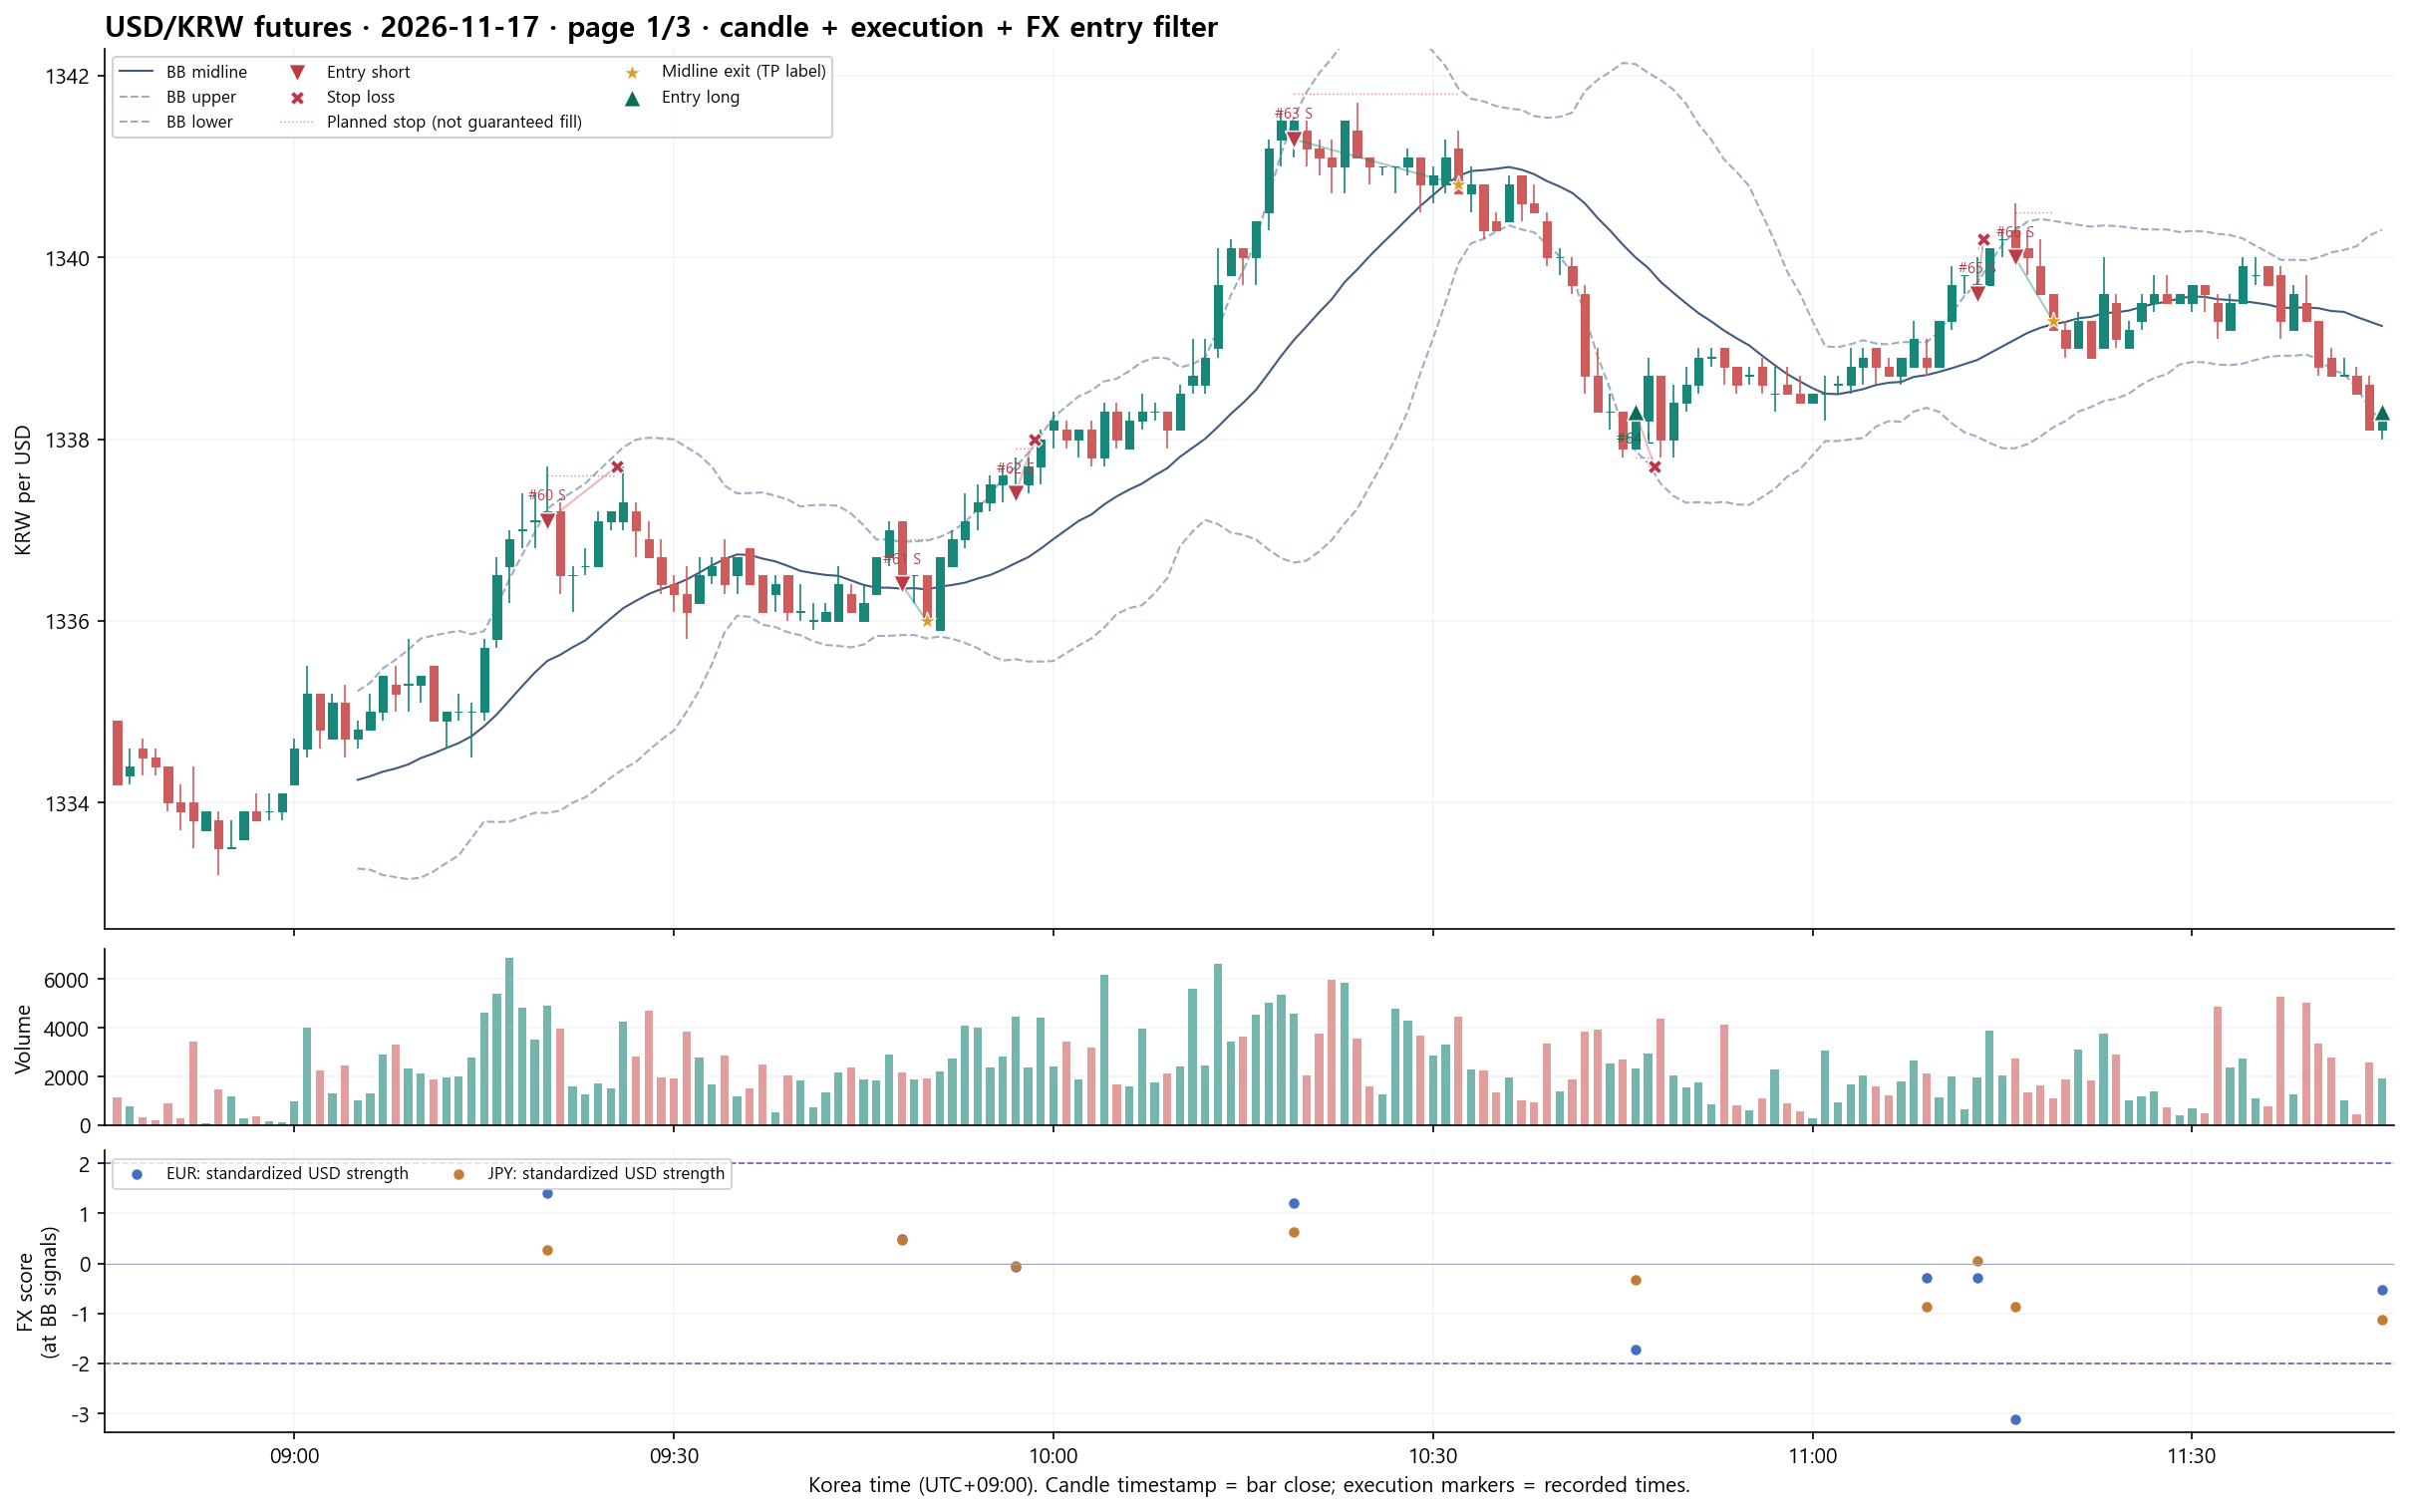 USD/KRW futures · 2026-11-17 · page 1/3 · candle + execution + FX entry filter
BB midline
BB upper
BB lower
Entry short
Stop loss
Planned stop (not guaranteed fill)
Midline exit (TP label)
Entry long
KRW per USD
1342
1340
1338
1336
1334
#60 S
#61 S
#62 S
#63 S
#65 S
#66 S
Volume
6000
4000
2000
0
EUR: standardized USD strength
JPY: standardized USD strength
FX score
(at BB signals)
2
1
0
-1
-2
-3
09:00
09:30
10:00
10:30
11:00
11:30
Korea time (UTC+09:00). Candle timestamp = bar close; execution markers = recorded times.